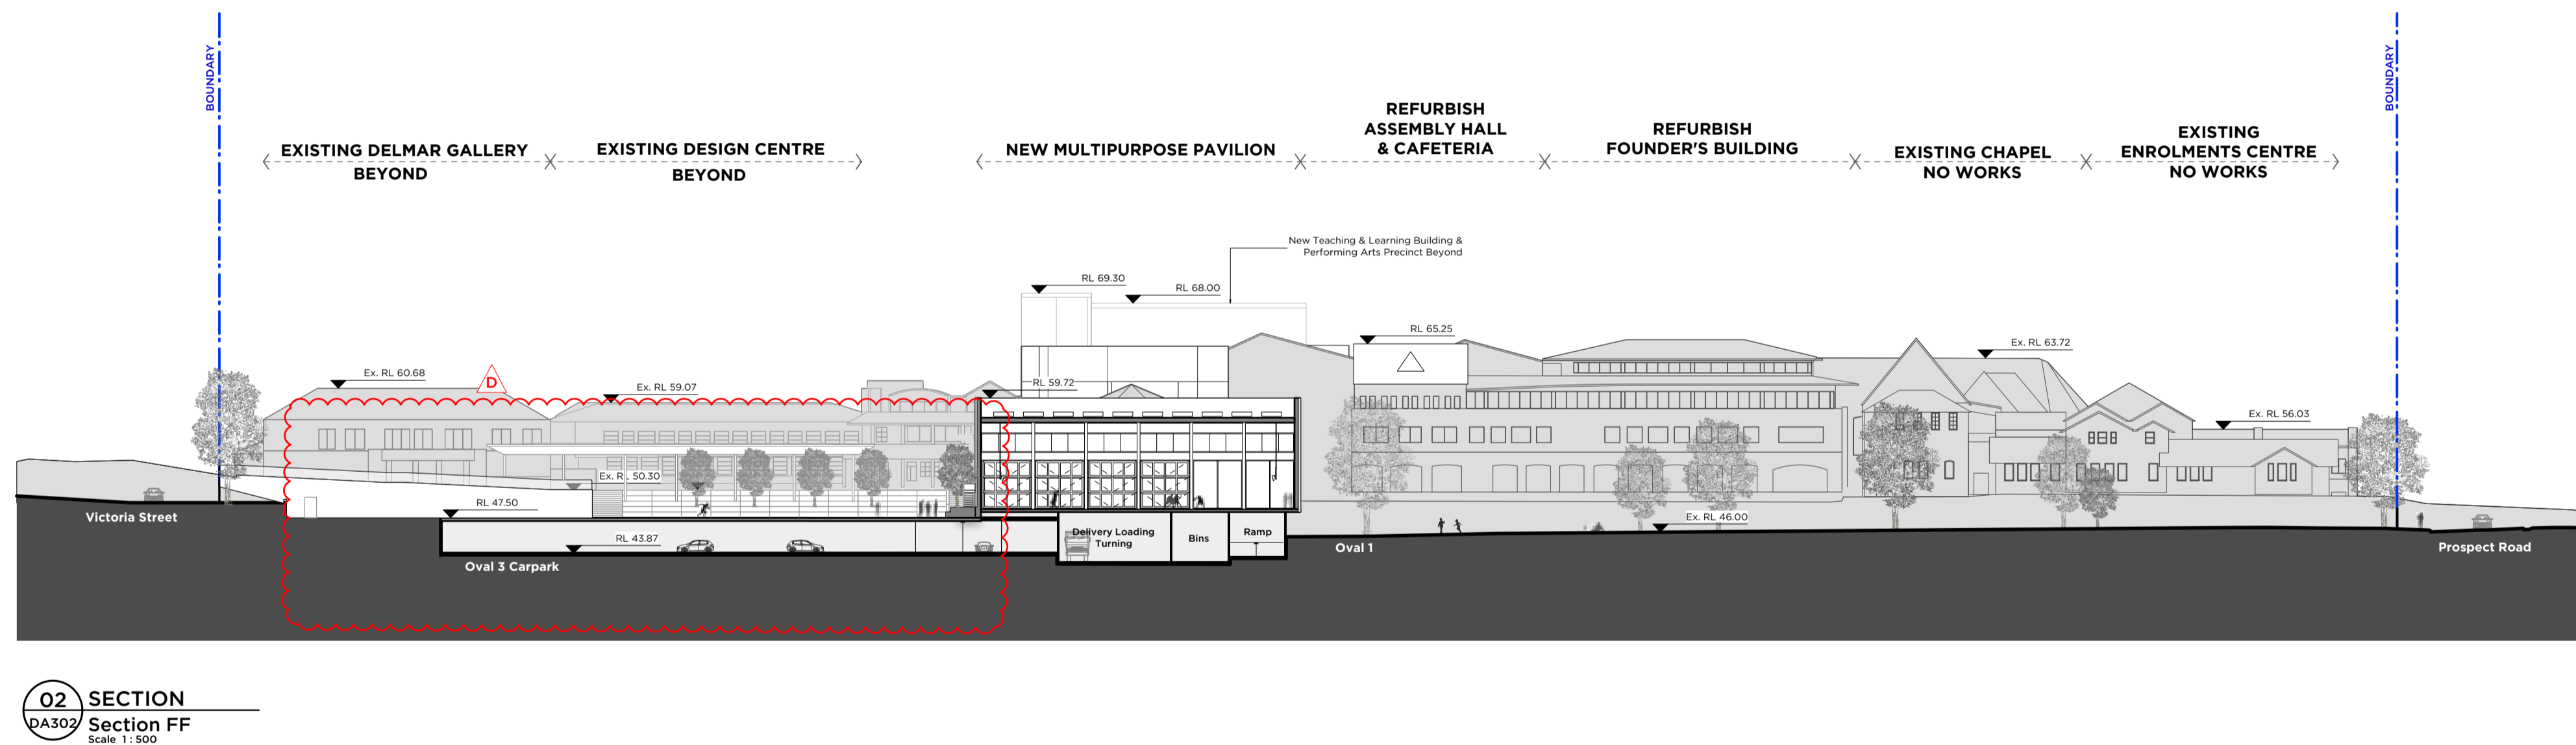 BOUNDARY
BOUNDARY
EXISTING DELMAR GALLERY
BEYOND
EXISTING DESIGN CENTRE
BEYOND
NEW MULTIPURPOSE PAVILION
REFURBISH
ASSEMBLY HALL
& CAFETERIA
REFURBISH
FOUNDER'S BUILDING
EXISTING CHAPEL
NO WORKS
EXISTING
ENROLMENTS CENTRE
NO WORKS
New Teaching & Learning Building &
Performing Arts Precinct Beyond
RL 69.30
RL 68.00
RL 65.25
Ex. RL 63.72
Ex. RL 60.68
D
Ex. RL 59.07
RL 59.72
Ex. RL 56.03
Ex. RL 50.30
RL 47.50
Victoria Street
RL 43.87
Oval 3 Carpark
Delivery Loading
Turning
Bins
Ramp
Oval 1
Ex. RL 46.00
Prospect Road
02
DA302
SECTION
Section FF
Scale 1 : 500